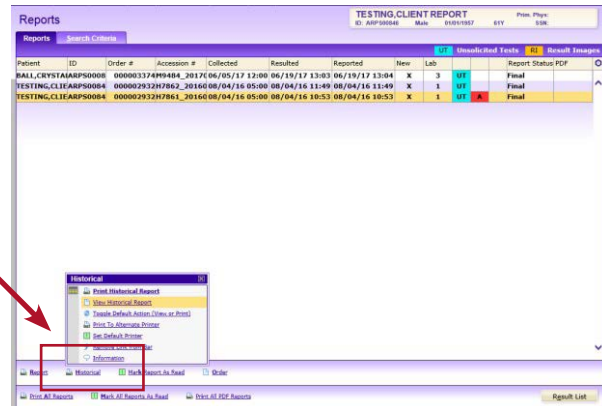 Reports
TESTING,CLIENT REPORT Prim. Phys:
ID: ARPS00046 Male 01/01/1957 61Y SSN:
Reports Search Criteria
UT Unsolicited Tests RI Result Images
Patient ID Order # Accession # Collected Resulted Reported New Lab Report Status PDF
BALL,CRYSTAL ARPS0008 000003374 M9484_2017 06/05/17 12:00 06/19/17 13:03 06/19/17 13:04 X 3 UT Final
TESTING,CLIE ARPS0084 000002932 H7862_2016 08/04/16 05:00 08/04/16 11:49 08/04/16 11:49 X 1 UT Final
TESTING,CLIE ARPS0084 000002932 H7861_2016 08/04/16 05:00 08/04/16 10:53 08/04/16 10:53 X 1 UT A Final
Historical
Print Historical Report
View Historical Report
Toggle Default Action (View or Print)
Print To Alternate Printer
Set Default Printer
Information
Report Historical Mark Report As Read Order
Print All Reports Mark All Reports As Read Print All PDF Reports Result List